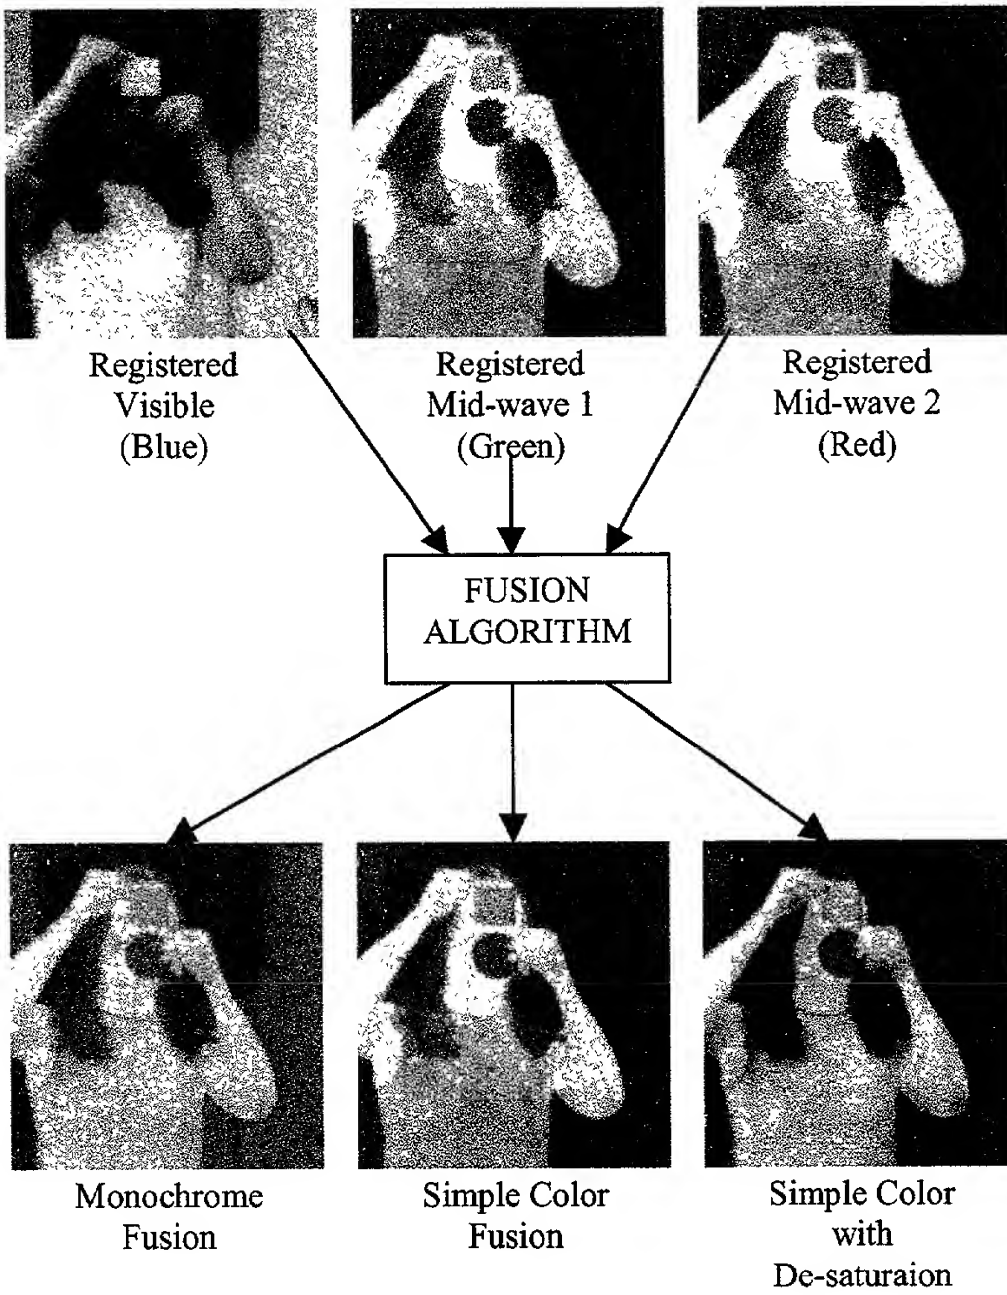 Registered
Visible
(Blue)
Registered
Mid-wave 1
(Green)
Registered
Mid-wave 2
(Red)
FUSION
ALGORITHM
Monochrome
Fusion
Simple Color
Fusion
Simple Color
with
De-saturaion